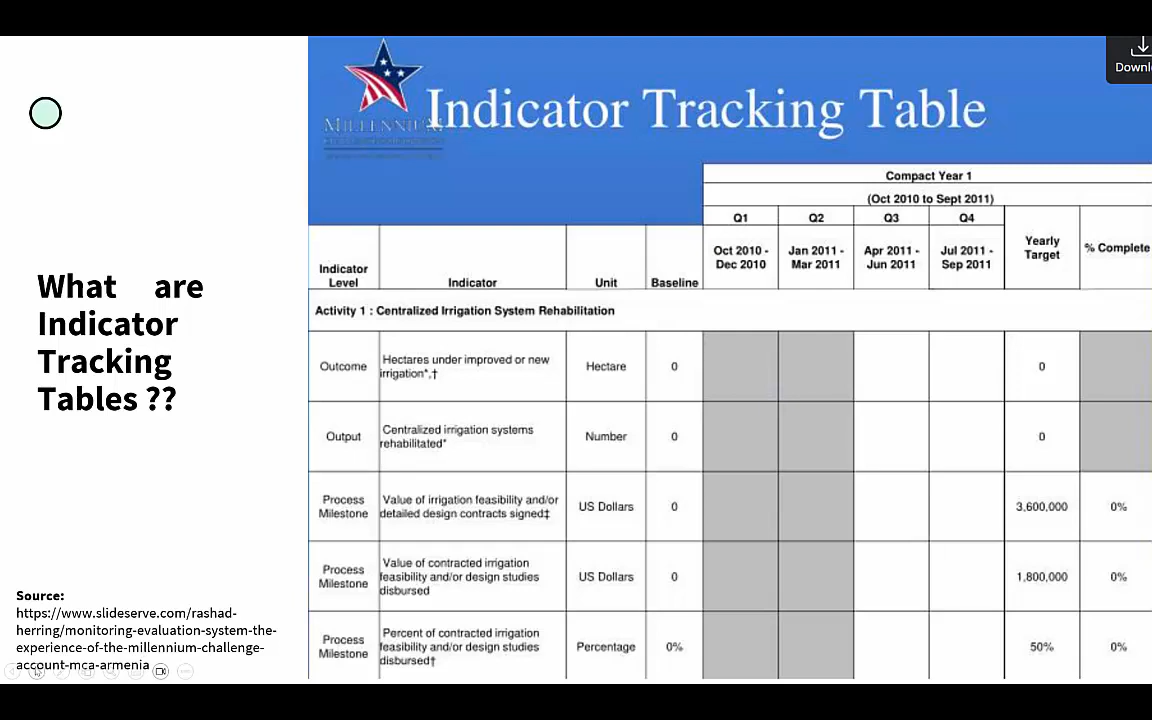 Downl
Indicator Tracking Table
MILLENNIUM
What are
Indicator
Tracking
Tables ??
Compact Year 1
(Oct 2010 to Sept 2011)
Q1 Q2 Q3 Q4
Indicator Level Indicator Unit Baseline Oct 2010 - Dec 2010 Jan 2011 - Mar 2011 Apr 2011 - Jun 2011 Jul 2011 - Sep 2011 Yearly Target % Complete
Activity 1 : Centralized Irrigation System Rehabilitation
Outcome Hectares under improved or new irrigation*,† Hectare 0 0
Output Centralized irrigation systems rehabilitated* Number 0 0
Process Milestone Value of irrigation feasibility and/or detailed design contracts signed‡ US Dollars 0 3,600,000 0%
Process Milestone Value of contracted irrigation feasibility and/or design studies disbursed US Dollars 0 1,800,000 0%
Process Milestone Percent of contracted irrigation feasibility and/or design studies disbursed† Percentage 0% 50% 0%
Source:
https://www.slideserve.com/rashad-
herring/monitoring-evaluation-system-the-
experience-of-the-millennium-challenge-
account-mca-armenia